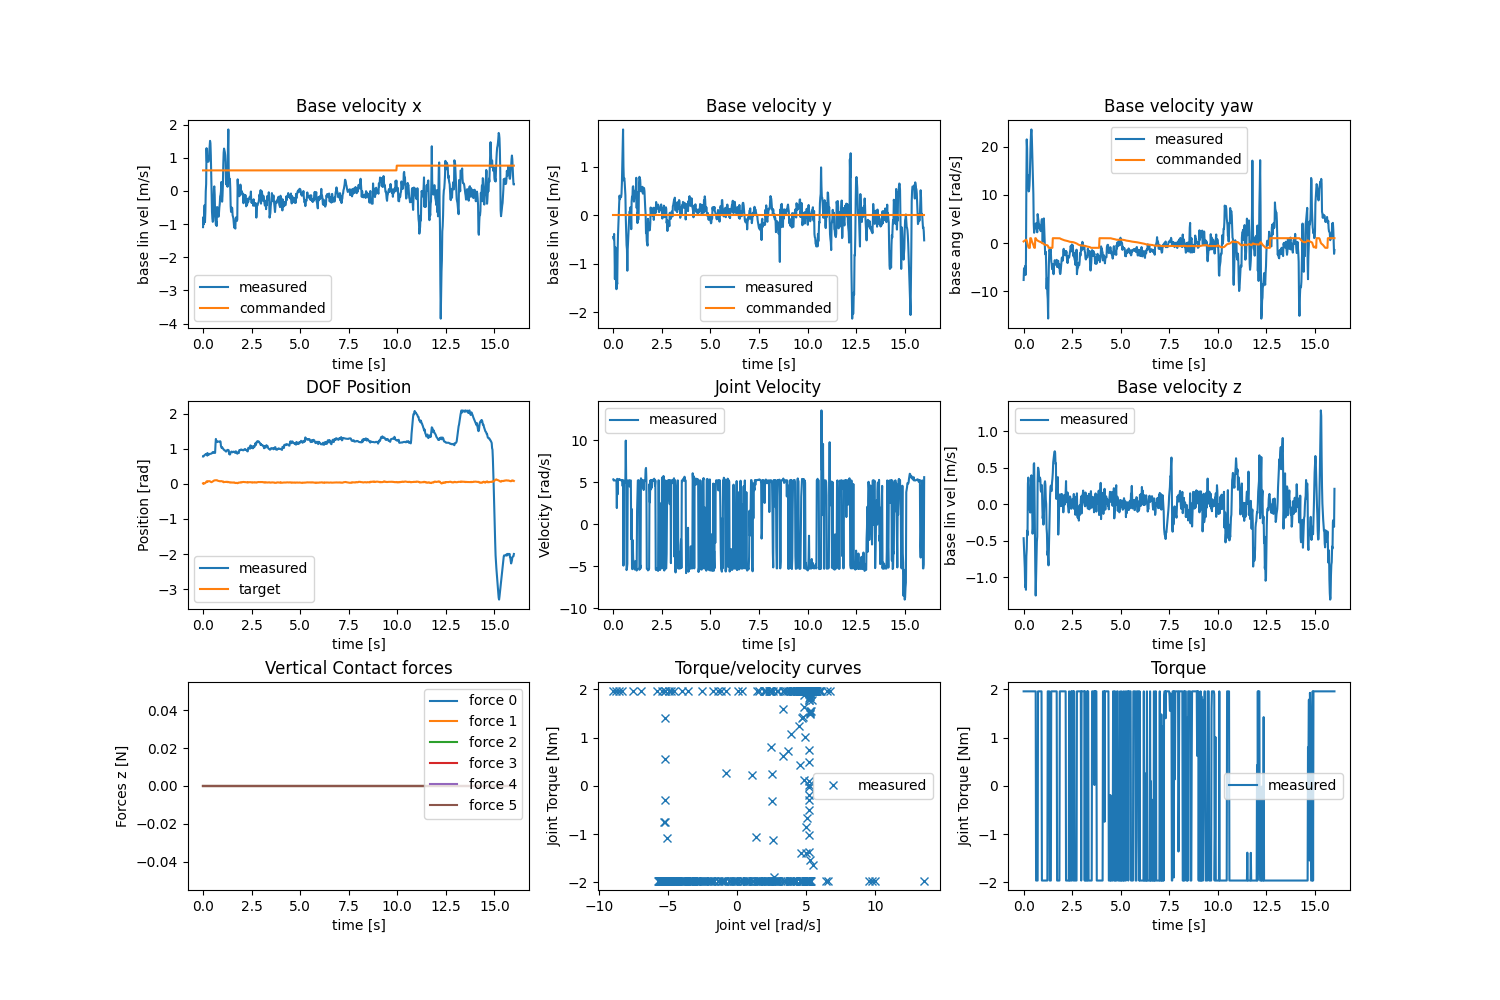 Base velocity x
base lin vel [m/s]
2
1
0
−1
−2
−3
−4
measured
commanded
0.0 2.5 5.0 7.5 10.0 12.5 15.0
time [s]
Base velocity y
base lin vel [m/s]
1
0
−1
−2
measured
commanded
0.0 2.5 5.0 7.5 10.0 12.5 15.0
time [s]
Base velocity yaw
base ang vel [rad/s]
20
10
0
−10
measured
commanded
0.0 2.5 5.0 7.5 10.0 12.5 15.0
time [s]
DOF Position
Position [rad]
2
1
0
−1
−2
−3
measured
target
0.0 2.5 5.0 7.5 10.0 12.5 15.0
time [s]
Joint Velocity
Velocity [rad/s]
10
5
0
−5
−10
measured
0.0 2.5 5.0 7.5 10.0 12.5 15.0
time [s]
Base velocity z
base lin vel [m/s]
1.0
0.5
0.0
−0.5
−1.0
measured
0.0 2.5 5.0 7.5 10.0 12.5 15.0
time [s]
Vertical Contact forces
Forces z [N]
0.04
0.02
0.00
−0.02
−0.04
force 0
force 1
force 2
force 3
force 4
force 5
0.0 2.5 5.0 7.5 10.0 12.5 15.0
time [s]
Torque/velocity curves
Joint Torque [Nm]
2
1
0
−1
−2
measured
−10 −5 0 5 10
Joint vel [rad/s]
Torque
Joint Torque [Nm]
2
1
0
−1
−2
measured
0.0 2.5 5.0 7.5 10.0 12.5 15.0
time [s]